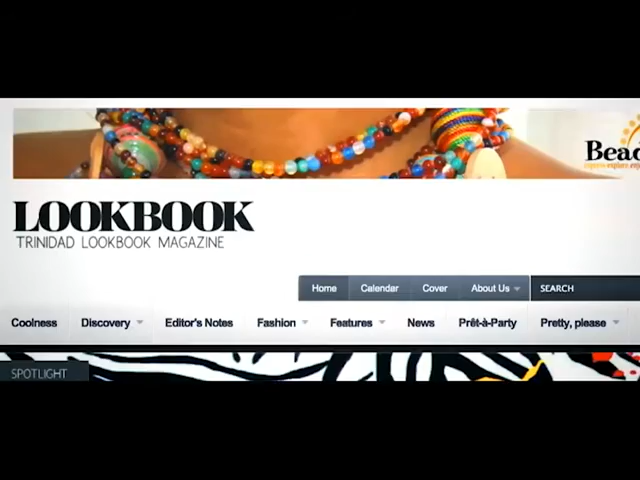 LOOKBOOK
TRINIDAD LOOKBOOK MAGAZINE
Home Calendar Cover About Us SEARCH
Coolness Discovery Editor's Notes Fashion Features News Prêt-à-Party Pretty, please
SPOTLIGHT